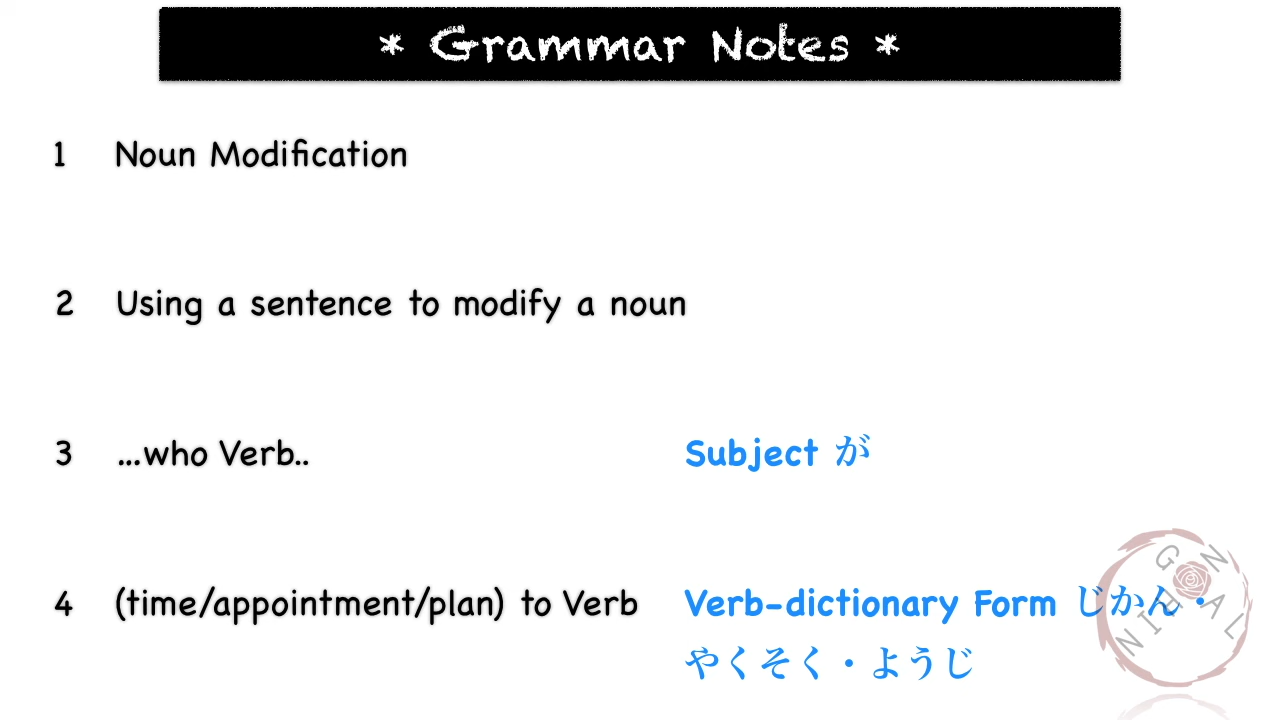 * Grammar Notes *
1 Noun Modification
2 Using a sentence to modify a noun
3 ...who Verb.. Subject が
4 (time/appointment/plan) to Verb Verb-dictionary Form じかん・
やくそく・ようじ